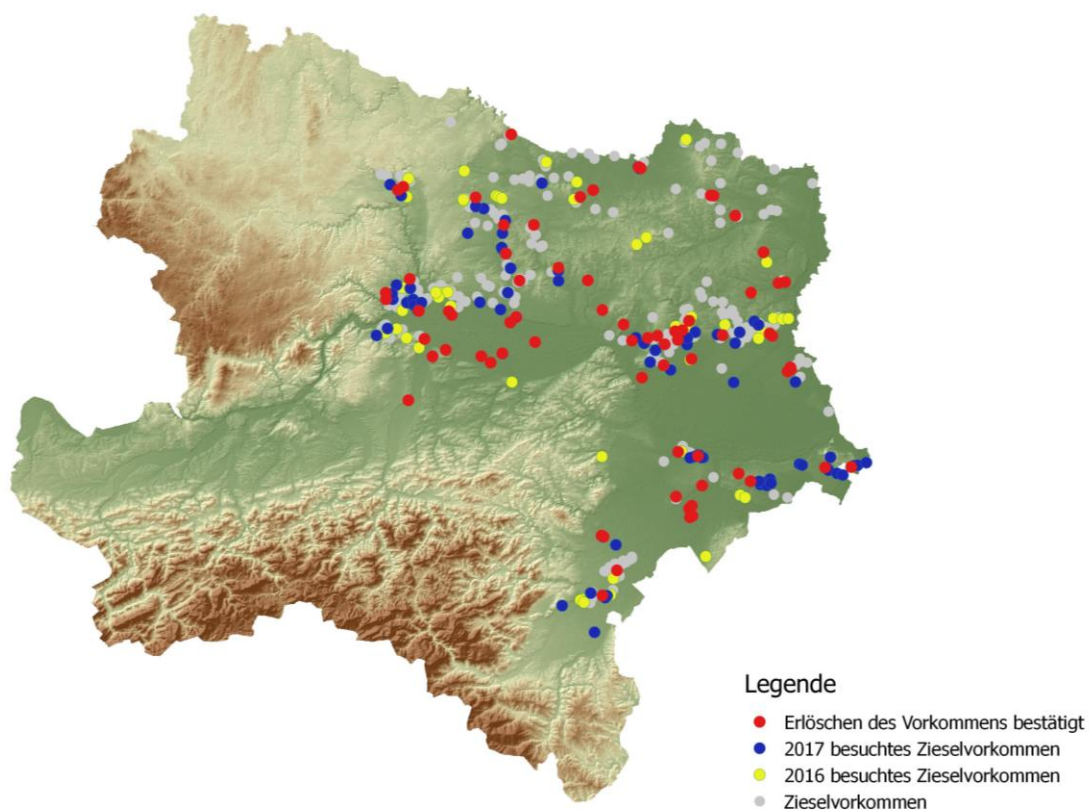 Legende
Erlöschen des Vorkommens bestätigt
2017 besuchtes Zieselvorkommen
2016 besuchtes Zieselvorkommen
Zieselvorkommen